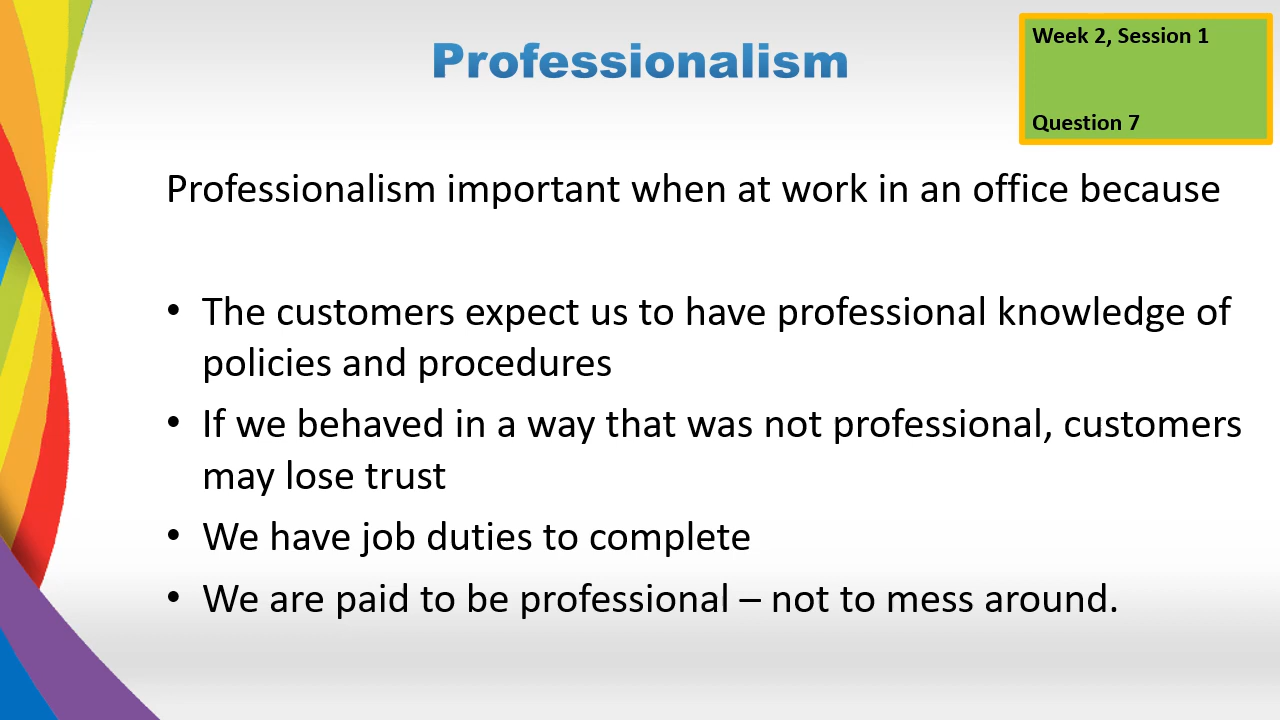 Professionalism
Week 2, Session 1
Question 7
Professionalism important when at work in an office because
• The customers expect us to have professional knowledge of
policies and procedures
• If we behaved in a way that was not professional, customers
may lose trust
• We have job duties to complete
• We are paid to be professional – not to mess around.